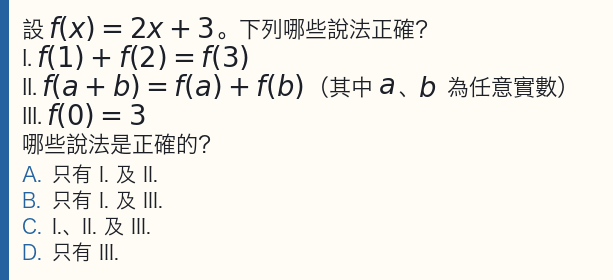 設 f(x) = 2x + 3。下列哪些說法正確?
I. f(1) + f(2) = f(3)
II. f(a + b) = f(a) + f(b)（其中 a、b 為任意實數）
III. f(0) = 3
哪些說法是正確的?
A. 只有 I. 及 II.
B. 只有 I. 及 III.
C. I.、II. 及 III.
D. 只有 III.